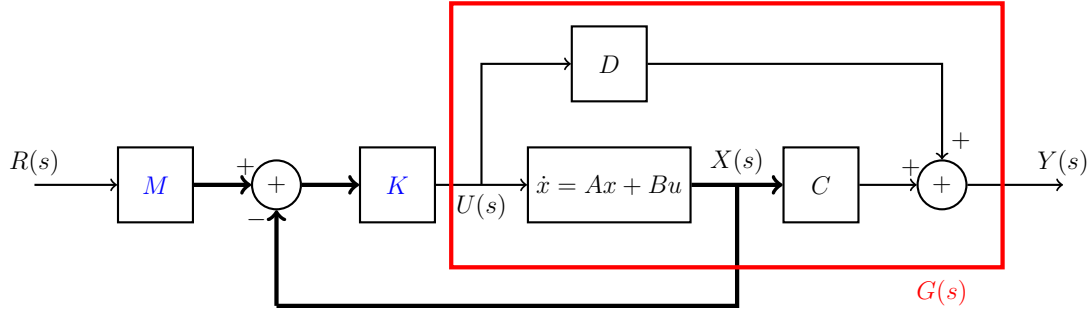 D
R(s)
M
+
+
−
K
U(s)
ẋ = Ax + Bu
X(s)
C
+
+
+
Y(s)
G(s)